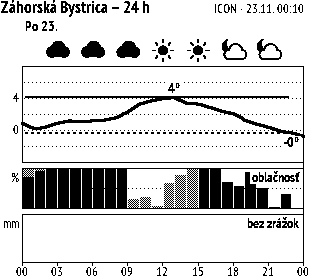 Záhorská Bystrica – 24 h ICON · 23.11. 00:10
Po 23.
4°
4
0
-0°
% oblačnosť
mm bez zrážok
00 03 06 09 12 15 18 21 00